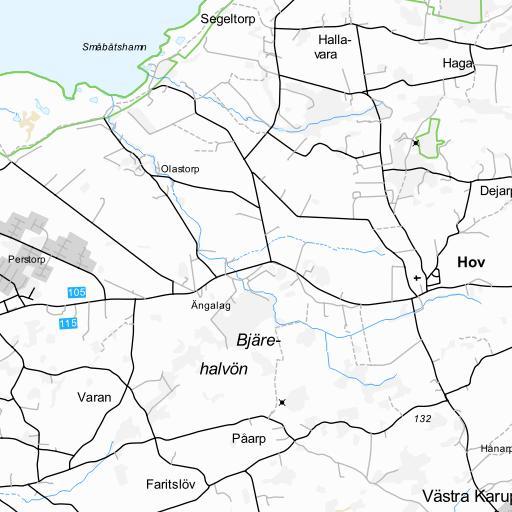 Segeltorp
Halla-
vara
Småbåtshamn
Haga
Olastorp
Dejarp
Perstorp
Hov
105
Ängalag
115
Bjäre-
halvön
Varan
132
Påarp
Hånarp
Faritslöv
Västra Karup